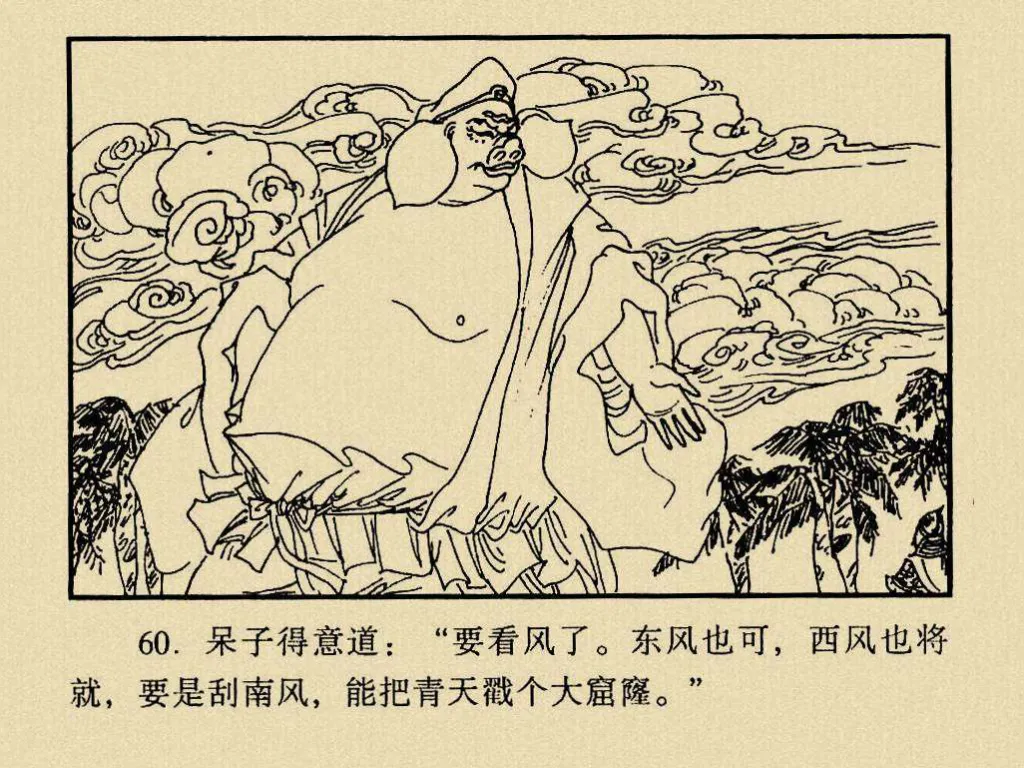 60. 呆子得意道：“要看风了。东风也可，西风也将
就，要是刮南风，能把青天戳个大窟窿。”